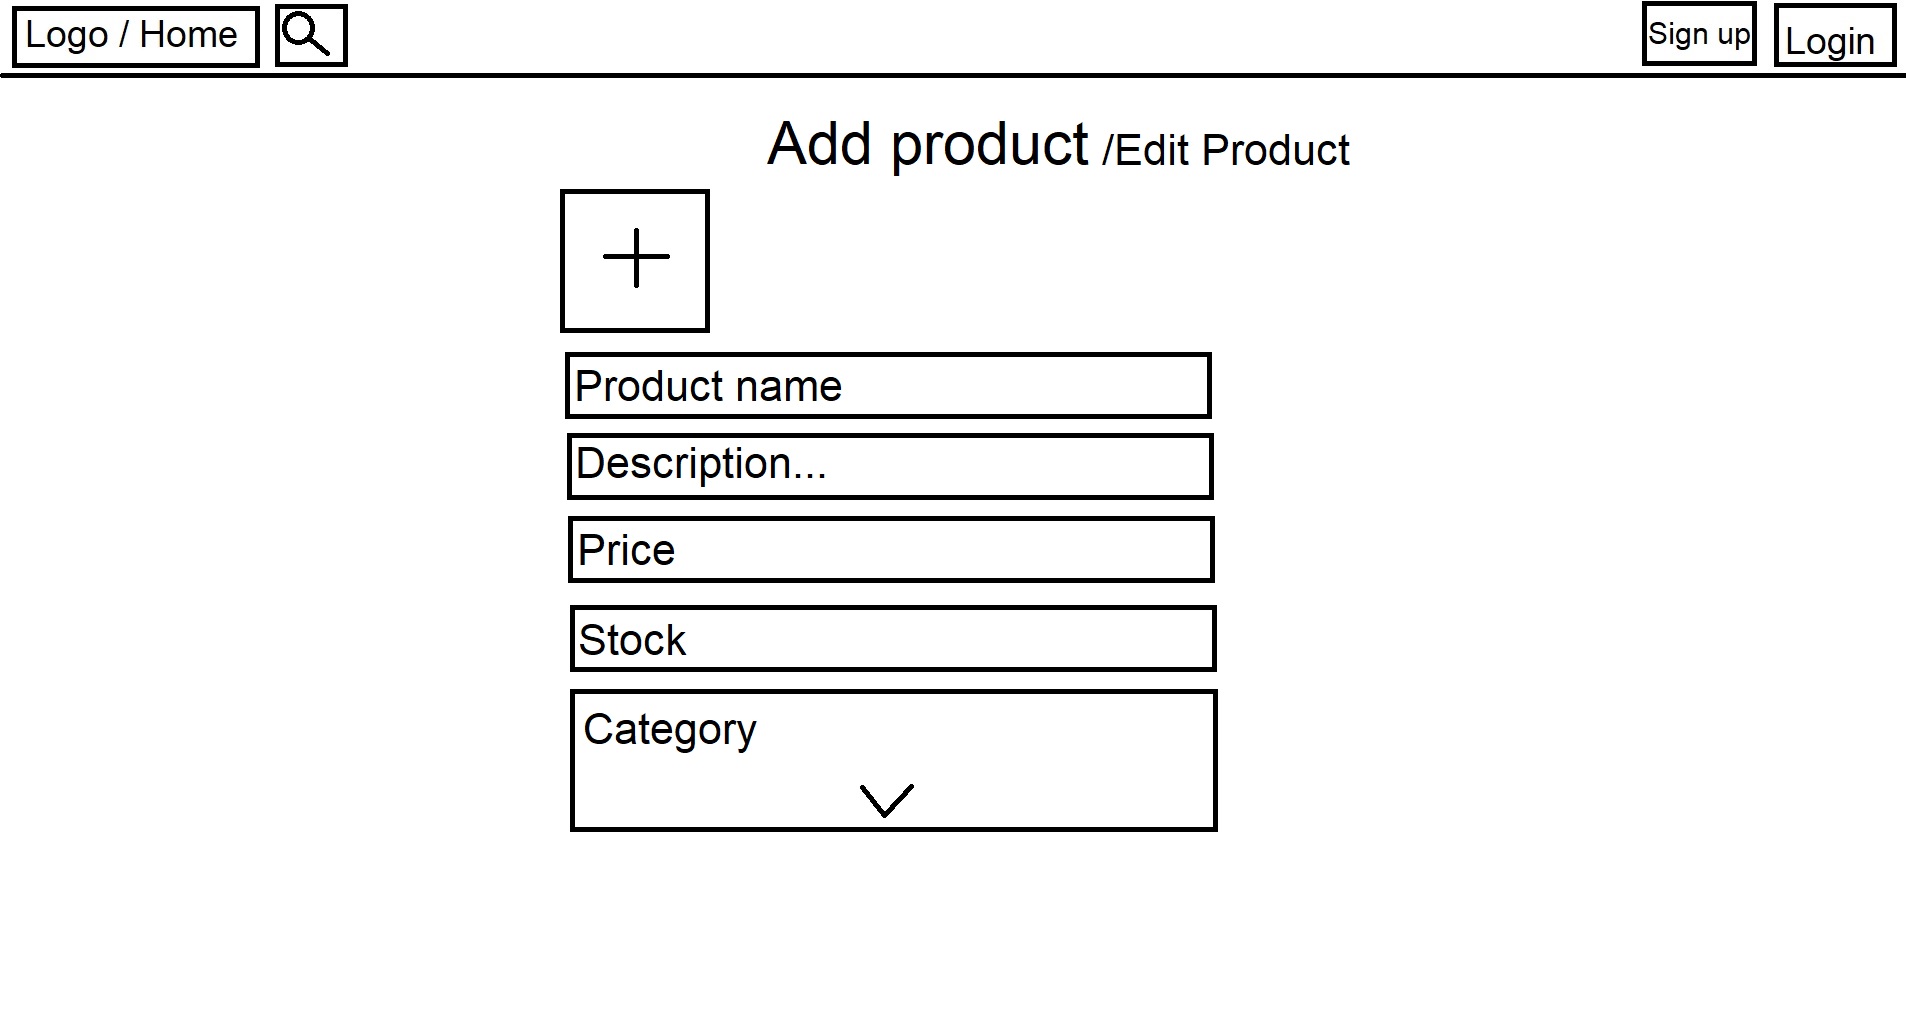 Logo / Home
Sign up
Login
Add product /Edit Product
Product name
Description...
Price
Stock
Category